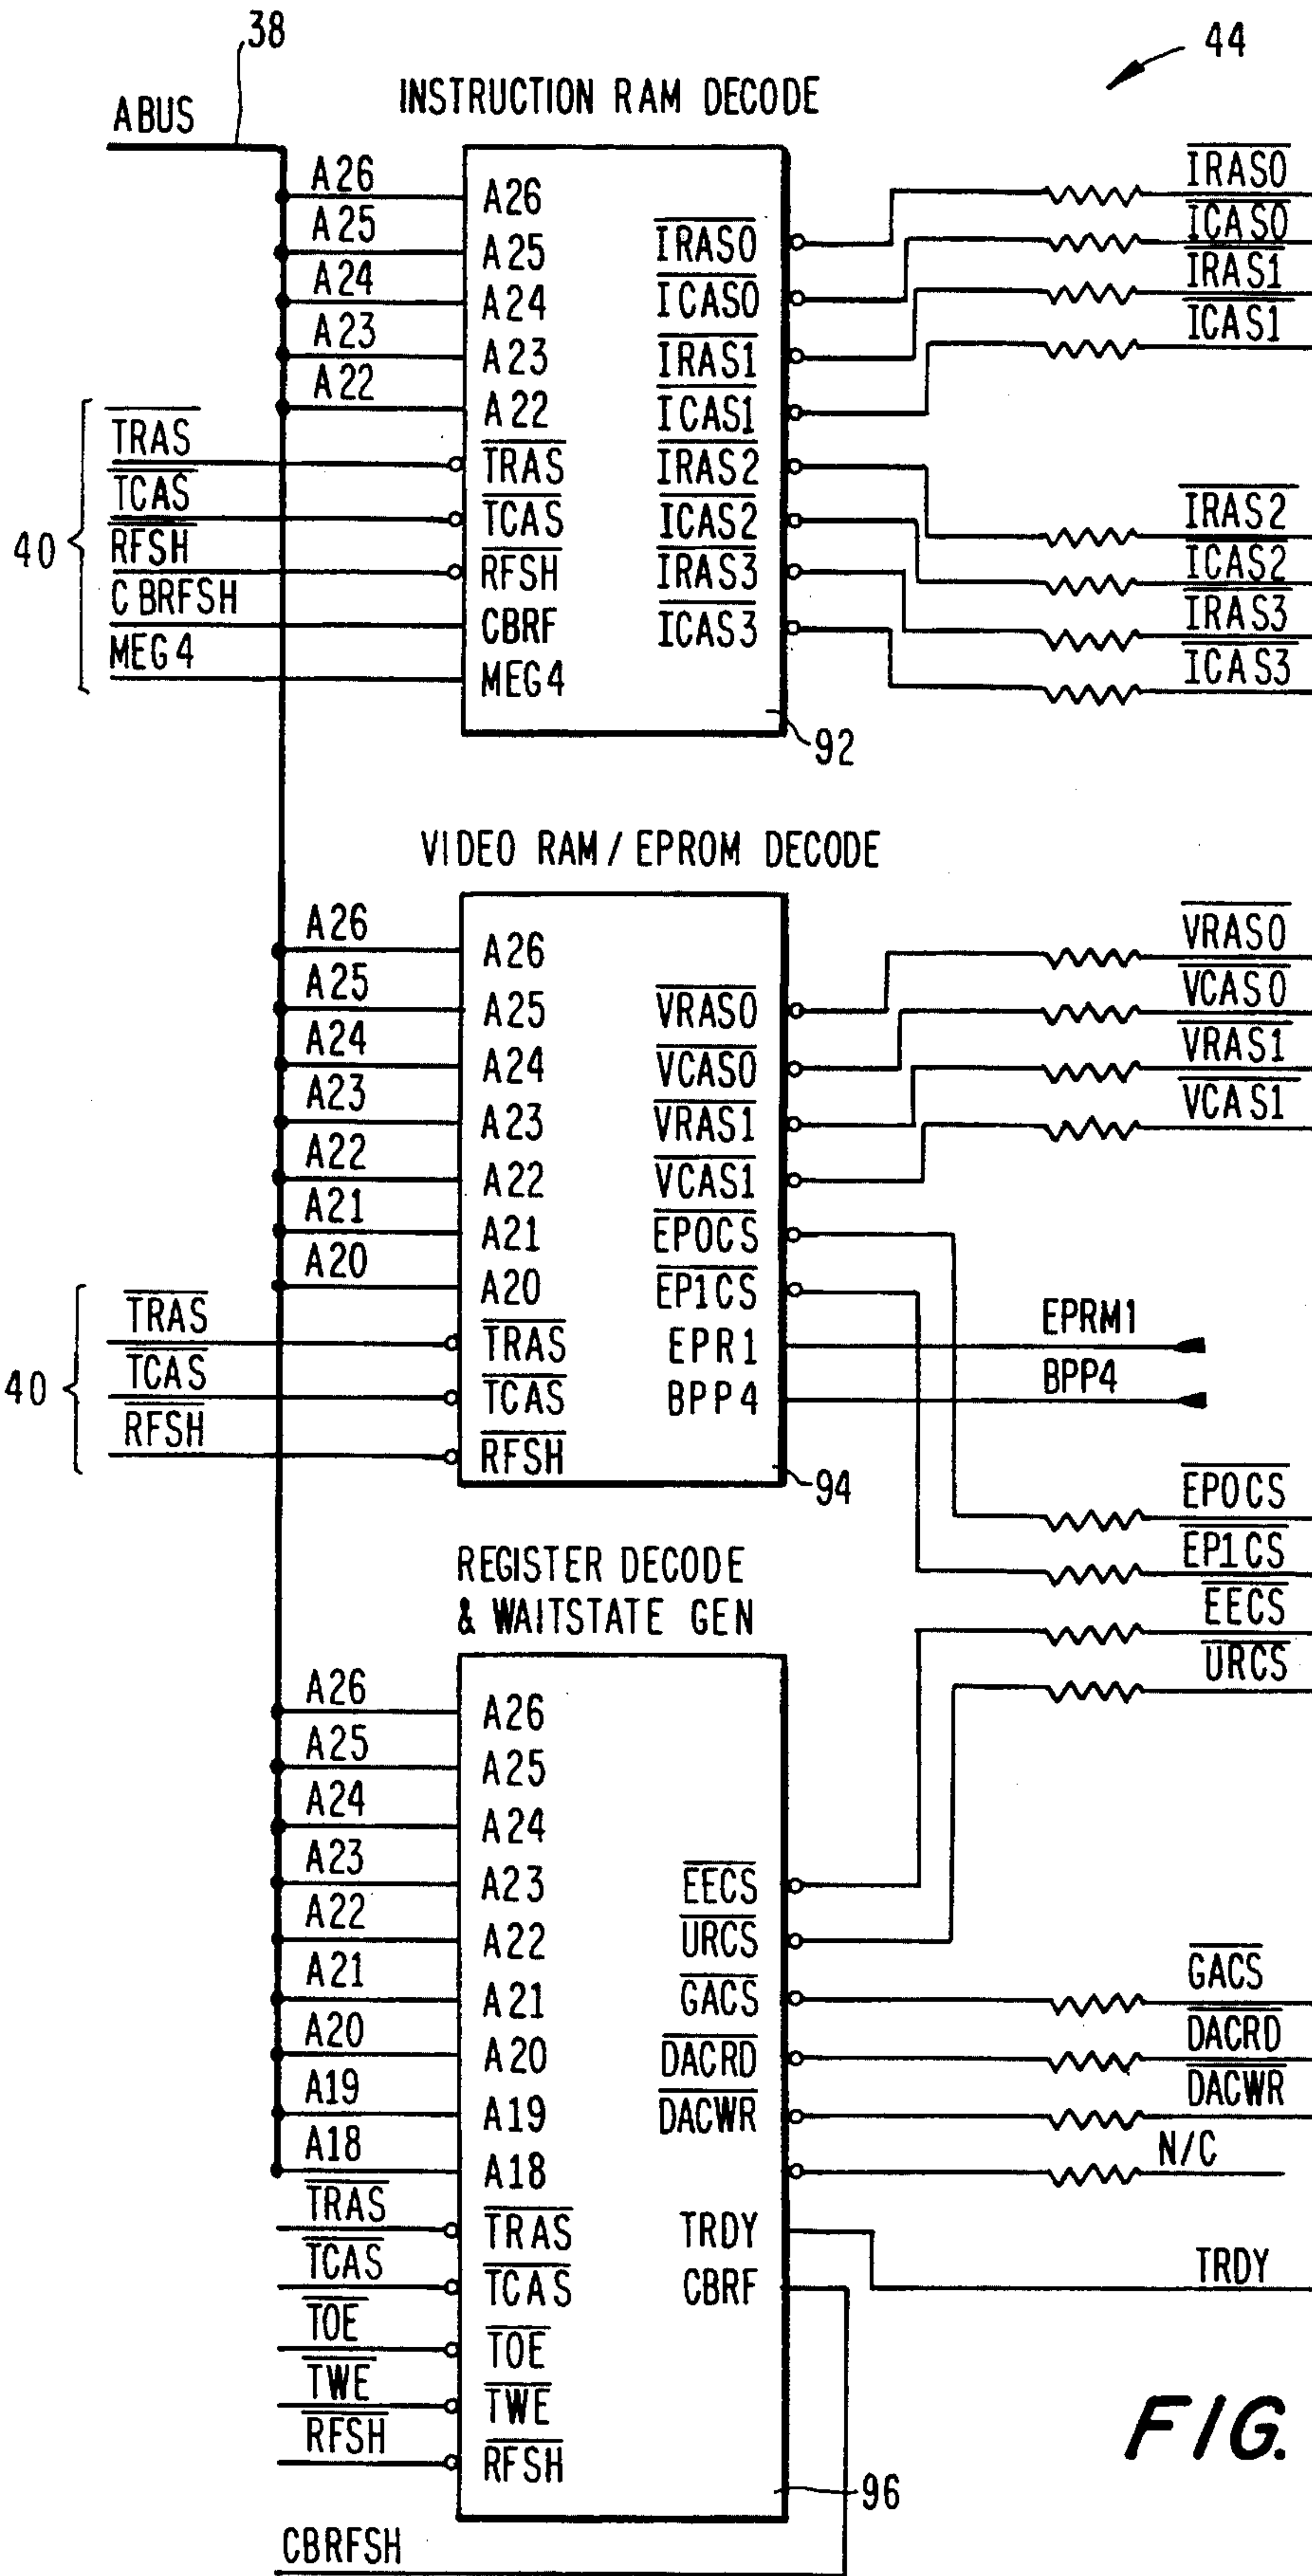 38
44
ABUS
INSTRUCTION RAM DECODE
A26 A26
A25 A25
A24 A24
A23 A23
A22 A22
TRAS TRAS
TCAS TCAS
RFSH RFSH
CBRFSH CBRF
MEG4 MEG4
40
IRAS0 IRAS0
ICAS0 ICAS0
IRAS1 IRAS1
ICAS1 ICAS1
IRAS2 IRAS2
ICAS2 ICAS2
IRAS3 IRAS3
ICAS3 ICAS3
92
VIDEO RAM / EPROM DECODE
A26 A26
A25 A25
A24 A24
A23 A23
A22 A22
A21 A21
A20 A20
TRAS TRAS
TCAS TCAS
RFSH RFSH
40
VRAS0 VRAS0
VCAS0 VCAS0
VRAS1 VRAS1
VCAS1 VCAS1
EP0CS EP0CS
EP1CS EP1CS
EPR1 EPRM1
BPP4 BPP4
94
REGISTER DECODE
& WAITSTATE GEN
A26 A26
A25 A25
A24 A24
A23 A23
A22 A22
A21 A21
A20 A20
A19 A19
A18 A18
TRAS TRAS
TCAS TCAS
TOE TOE
TWE TWE
RFSH RFSH
EECS EECS
URCS URCS
GACS GACS
DACRD DACRD
DACWR DACWR
N/C
TRDY TRDY
CBRF
96
CBRFSH
FIG.